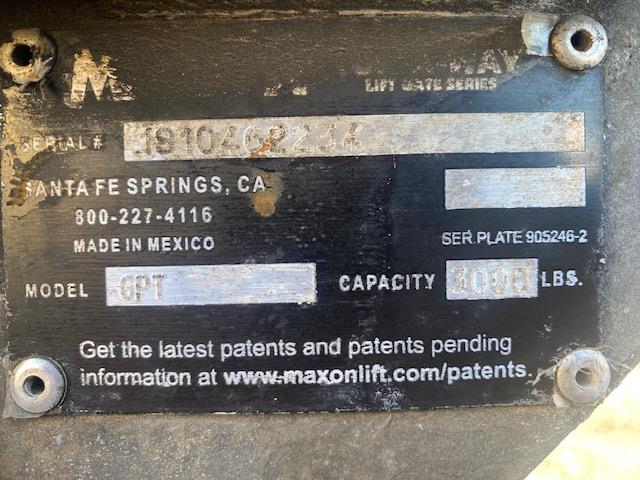 M
LIFT GATE SERIES
SERIAL #
SANTA FE SPRINGS, CA
800-227-4116
MADE IN MEXICO
SER. PLATE 905246-2
MODEL GPT CAPACITY 3000 LBS.
Get the latest patents and patents pending
information at www.maxonlift.com/patents.